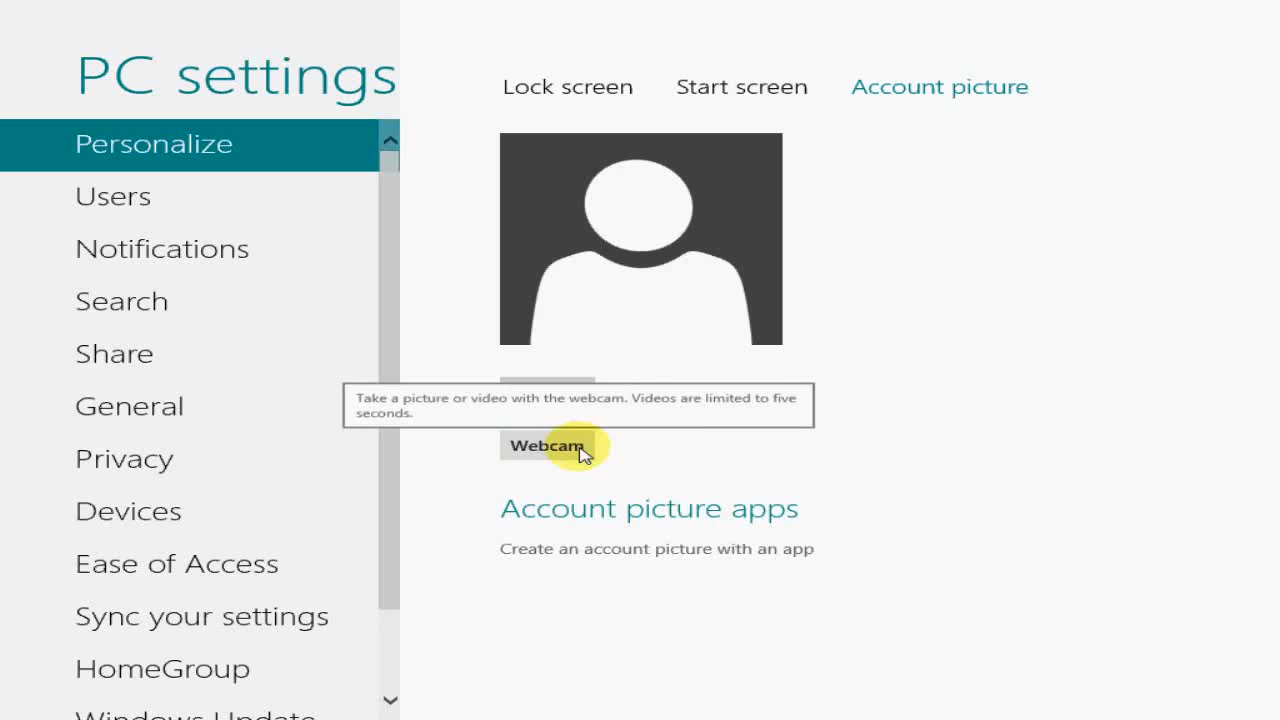 PC settings
Personalize
Users
Notifications
Search
Share
General
Privacy
Devices
Ease of Access
Sync your settings
HomeGroup
Windows Update
Lock screen
Start screen
Account picture
Take a picture or video with the webcam. Videos are limited to five
seconds.
Webcam
Account picture apps
Create an account picture with an app